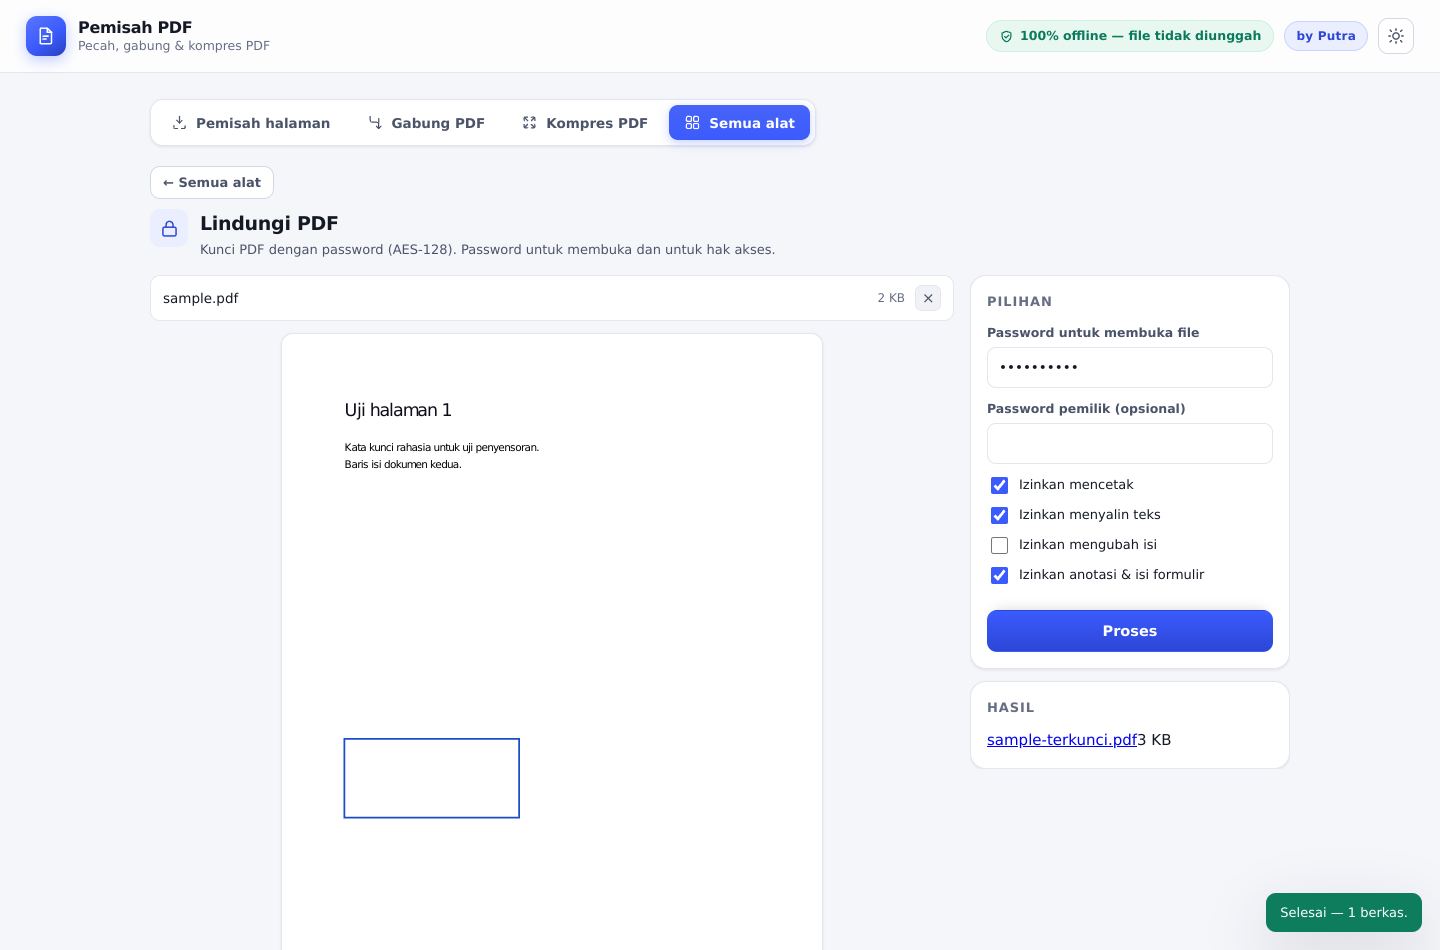 Pemisah PDF
Pecah, gabung & kompres PDF
100% offline — file tidak diunggah
by Putra
Pemisah halaman
Gabung PDF
Kompres PDF
Semua alat
← Semua alat
Lindungi PDF
Kunci PDF dengan password (AES-128). Password untuk membuka dan untuk hak akses.
sample.pdf
2 KB
Uji halaman 1
Kata kunci rahasia untuk uji penyensoran.
Baris isi dokumen kedua.
PILIHAN
Password untuk membuka file
••••••••••
Password pemilik (opsional)
Izinkan mencetak
Izinkan menyalin teks
Izinkan mengubah isi
Izinkan anotasi & isi formulir
Proses
HASIL
sample-terkunci.pdf3 KB
Selesai — 1 berkas.